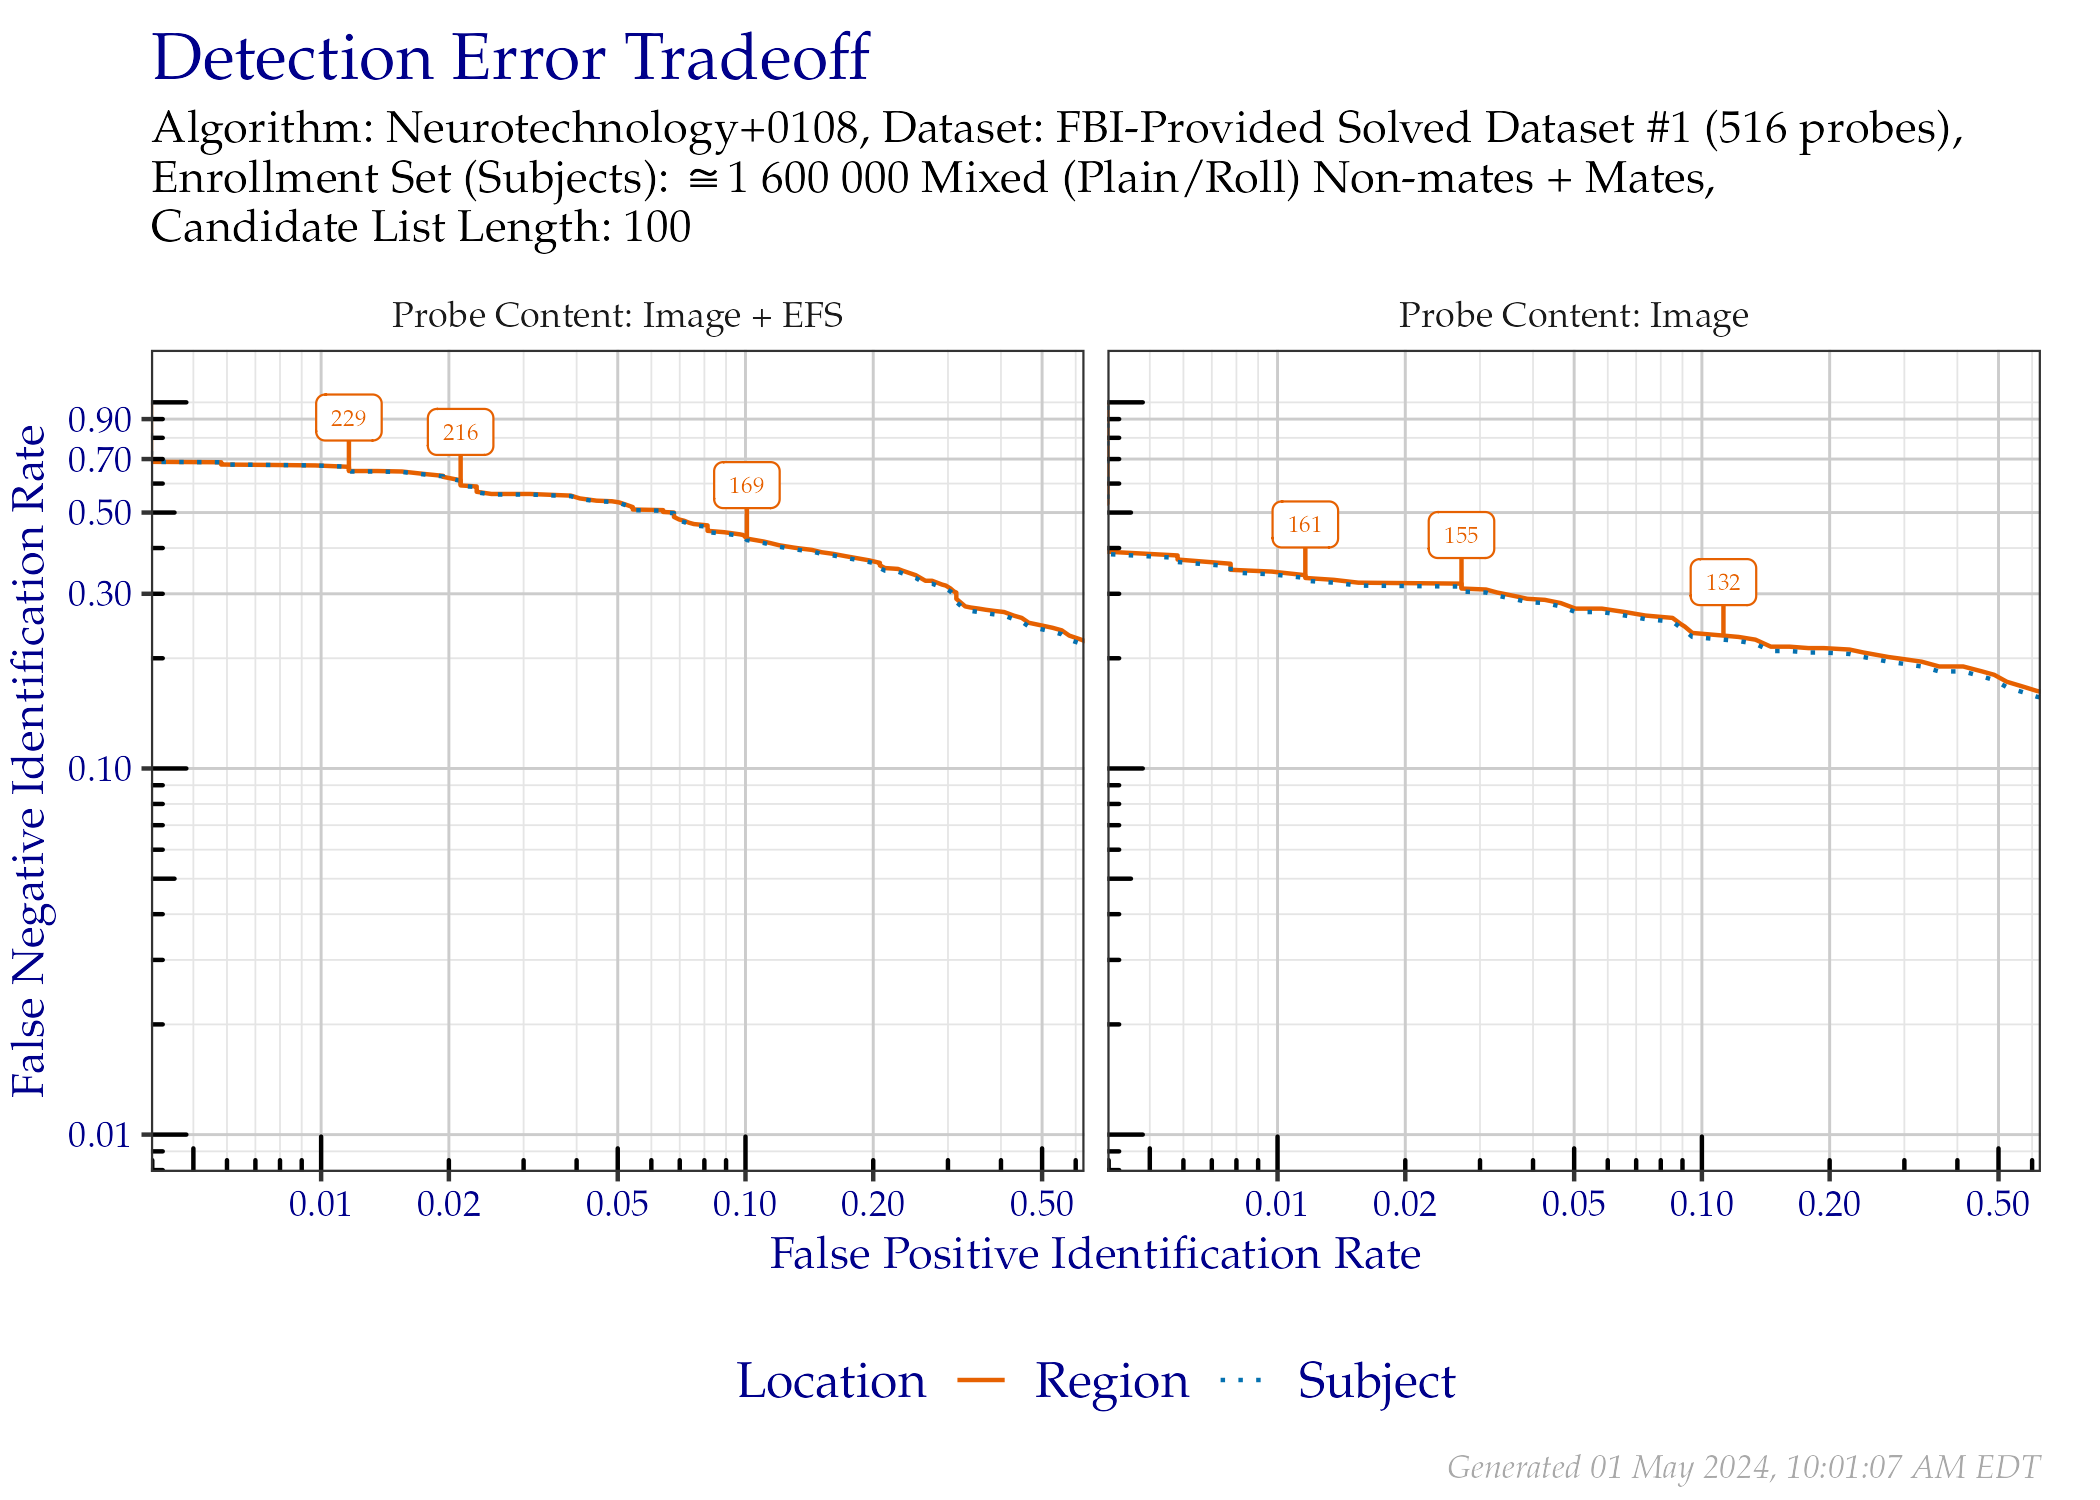 Detection Error Tradeoff
Algorithm: Neurotechnology+0108, Dataset: FBI-Provided Solved Dataset #1 (516 probes),
Enrollment Set (Subjects): ≅1 600 000 Mixed (Plain/Roll) Non-mates + Mates,
Candidate List Length: 100
Probe Content: Image + EFS
Probe Content: Image
False Negative Identification Rate
0.90
0.70
0.50
0.30
0.10
0.01
229
216
169
161
155
132
0.01 0.02 0.05 0.10 0.20 0.50
0.01 0.02 0.05 0.10 0.20 0.50
False Positive Identification Rate
Location Region Subject
Generated 01 May 2024, 10:01:07 AM EDT